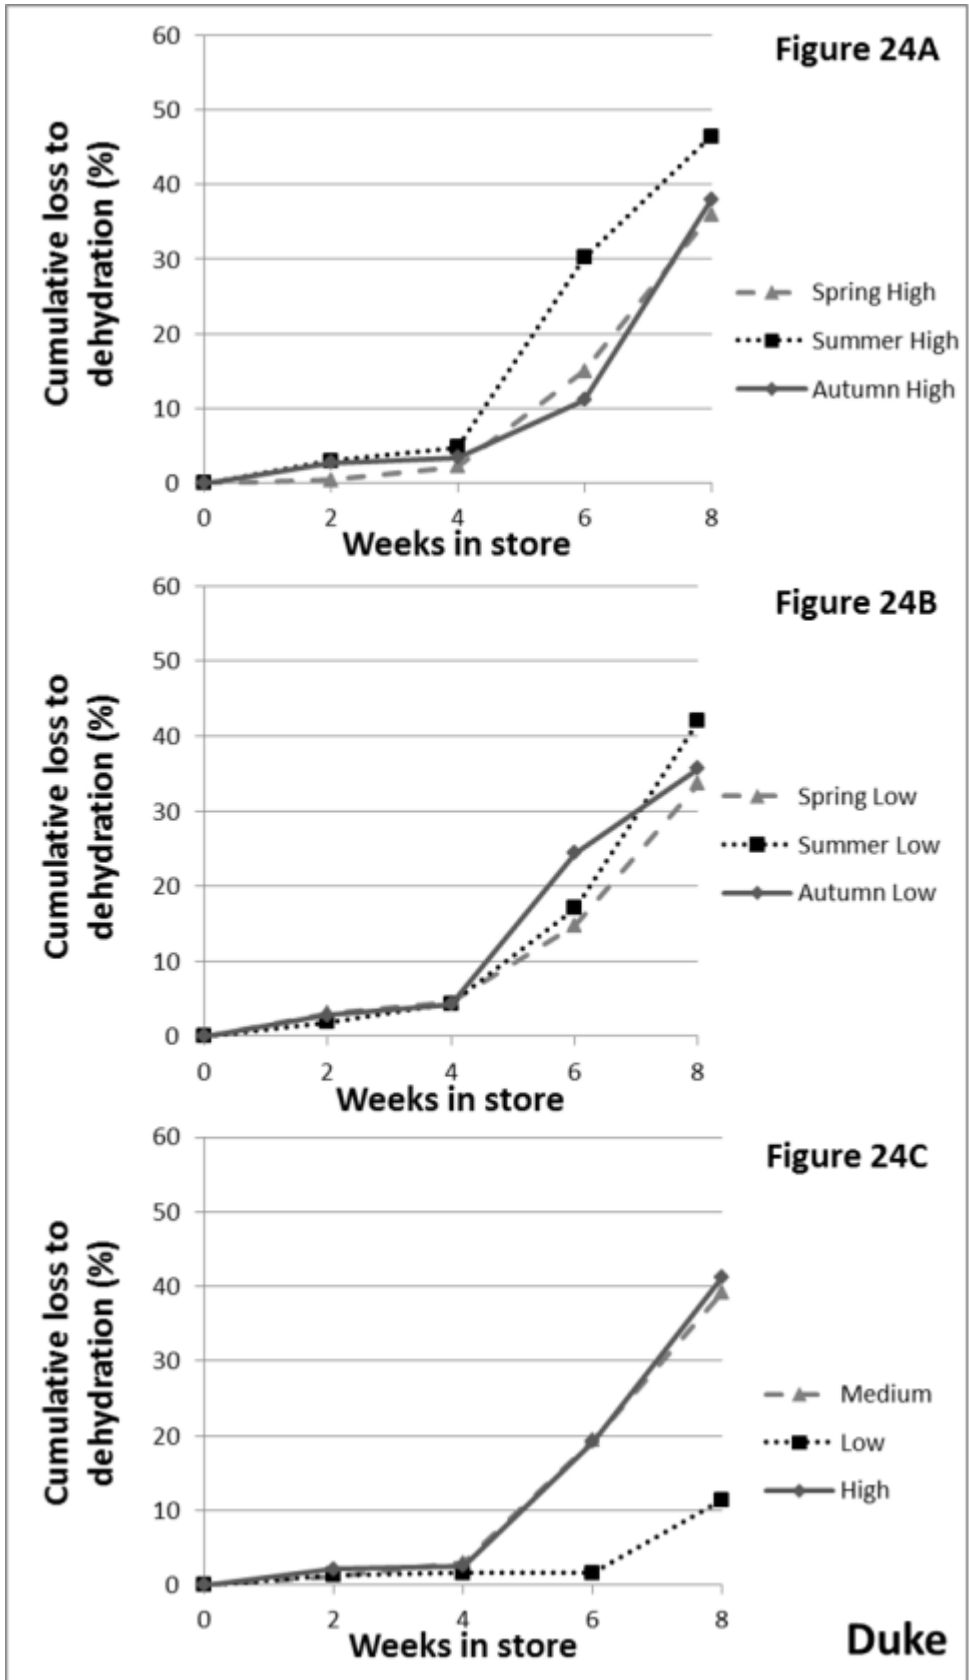 Figure 24A
Cumulative loss to
dehydration (%)
60
50
40
30
20
10
0
0 2 4 6 8
Weeks in store
Spring High
Summer High
Autumn High
Figure 24B
Cumulative loss to
dehydration (%)
60
50
40
30
20
10
0
0 2 4 6 8
Weeks in store
Spring Low
Summer Low
Autumn Low
Figure 24C
Cumulative loss to
dehydration (%)
60
50
40
30
20
10
0
0 2 4 6 8
Weeks in store
Medium
Low
High
Duke